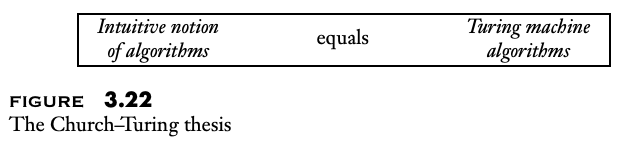 Intuitive notion equals Turing machine
of algorithms algorithms
FIGURE 3.22
The Church–Turing thesis